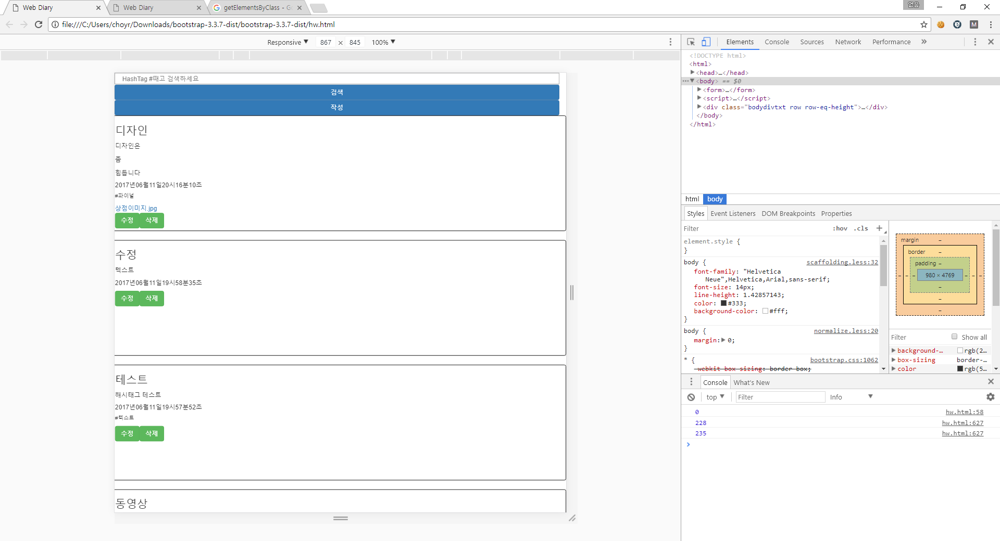 Web Diary
Web Diary
getElementsByClass - Go
없음
file:///C:/Users/choyr/Downloads/bootstrap-3.3.7-dist/bootstrap-3.3.7-dist/hw.html
Responsive ▼ 867 × 845 100% ▼
HashTag #때고 검색하세요
검색
작성
디자인
디자인은
좀
힘듭니다
2017년06월11일20시16분10초
#파이널
상점이미지.jpg
수정 삭제
수정
텍스트
2017년06월11일19시58분35초
수정 삭제
테스트
해시태그 테스트
2017년06월11일19시57분52초
#텍스트
수정 삭제
동영상
Elements Console Sources Network Performance »
<!DOCTYPE html>
<html>
<head>…</head>
<body> == $0
<form>…</form>
<script>…</script>
<div class="bodydivtxt row row-eq-height">…</div>
</body>
</html>
html body
Styles Event Listeners DOM Breakpoints Properties
Filter :hov .cls +
element.style {
}
body { scaffolding.less:32
font-family: "Helvetica
Neue",Helvetica,Arial,sans-serif;
font-size: 14px;
line-height: 1.42857143;
color: #333;
background-color: #fff;
}
body { normalize.less:20
margin: 0;
}
* { bootstrap.css:1062
-webkit-box-sizing: border-box;
margin –
border –
padding –
– – – 980 × 4769 – – –
–
–
–
Filter Show all
background-… rgb(2…
box-sizing border-…
color rgb(5…
Console What's New
top ▼ Filter Info ▼
0 hw.html:58
228 hw.html:627
235 hw.html:627